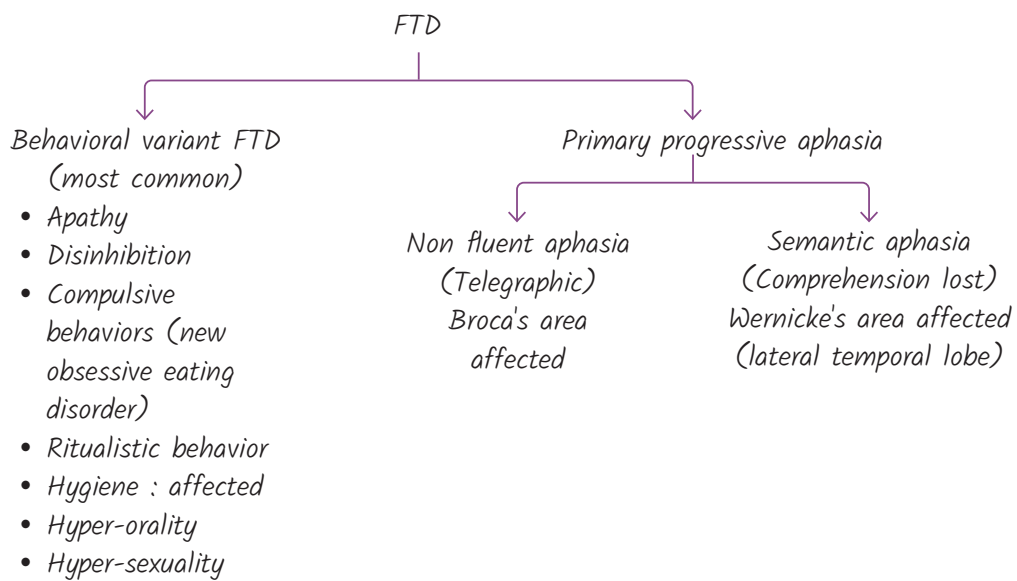 FTD
Behavioral variant FTD
(most common)
• Apathy
• Disinhibition
• Compulsive
behaviors (new
obsessive eating
disorder)
• Ritualistic behavior
• Hygiene : affected
• Hyper-orality
• Hyper-sexuality
Primary progressive aphasia
Non fluent aphasia
(Telegraphic)
Broca's area
affected
Semantic aphasia
(Comprehension lost)
Wernicke's area affected
(lateral temporal lobe)